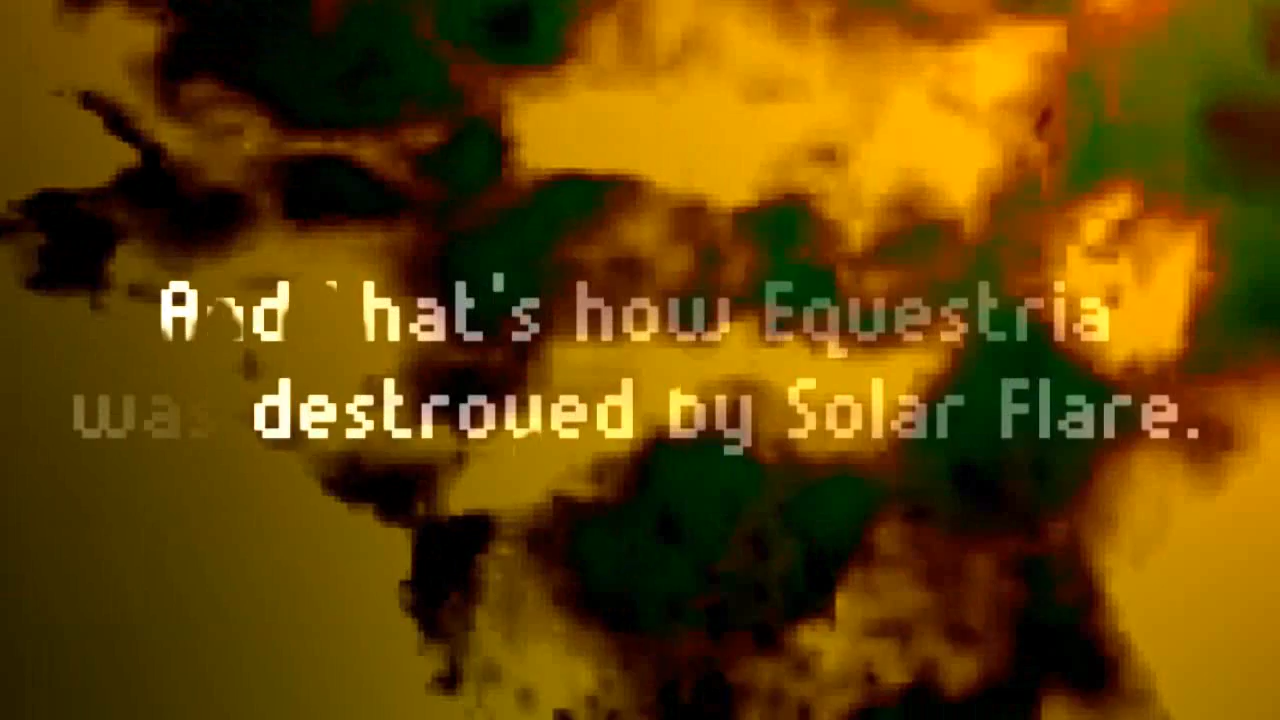 And that's how Equestria
was destroyed by Solar Flare.